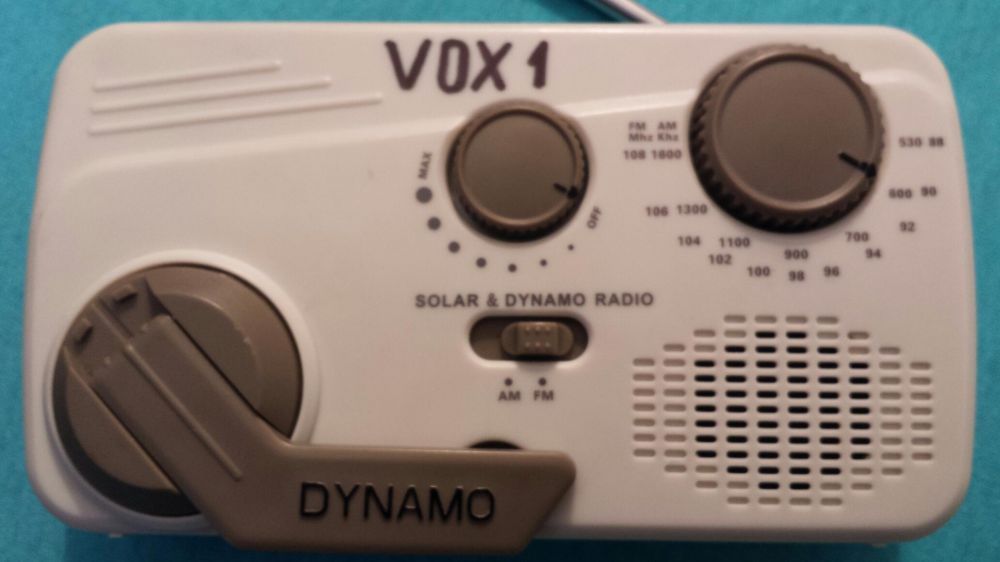 VOX 1
MAX
OFF
FM AM
Mhz Khz
108 1600
530 88
600 90
106 1300
92
104 1100
700
102
900
94
100
98
96
SOLAR & DYNAMO RADIO
AM FM
DYNAMO